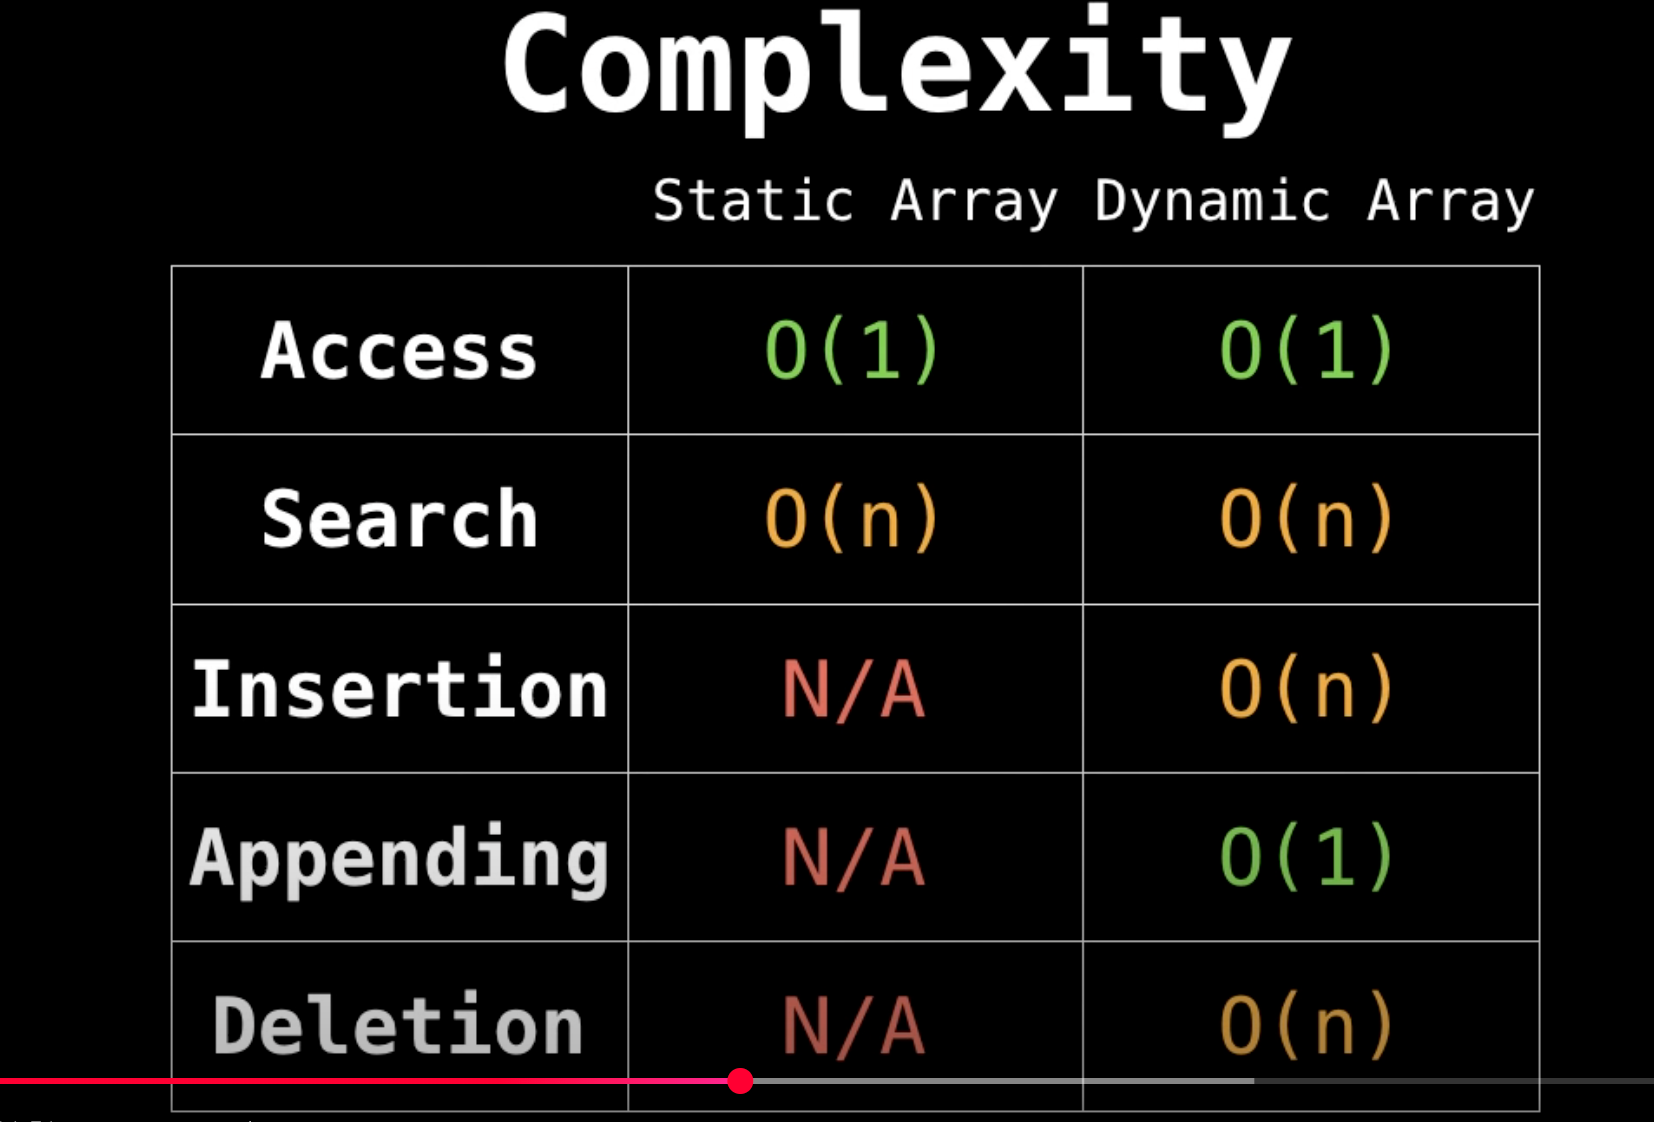 Complexity
Static Array Dynamic Array
Access O(1) O(1)
Search O(n) O(n)
Insertion N/A O(n)
Appending N/A O(1)
Deletion N/A O(n)